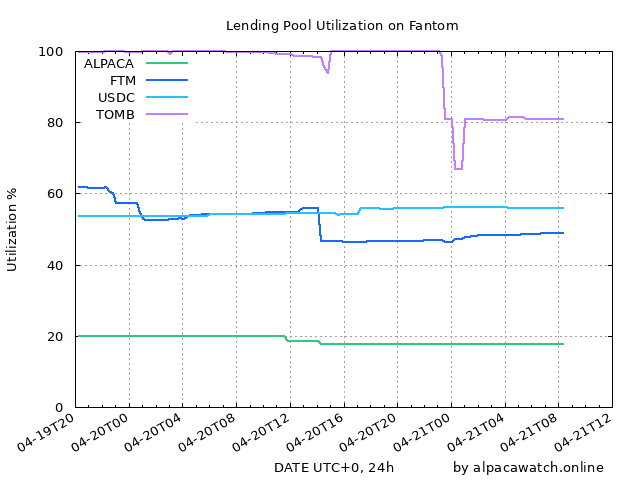 Lending Pool Utilization on Fantom
100
80
60
40
20
0
Utilization %
ALPACA
FTM
USDC
TOMB
04-19T20
04-20T00
04-20T04
04-20T08
04-20T12
04-20T16
04-20T20
04-21T00
04-21T04
04-21T08
04-21T12
DATE UTC+0, 24h
by alpacawatch.online